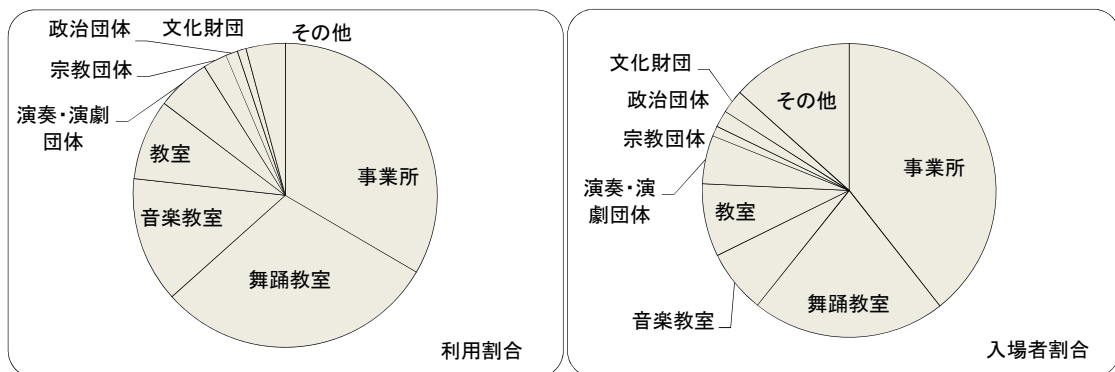 政治団体
文化財団
その他
宗教団体
演奏・演劇
団体
教室
音楽教室
事業所
舞踊教室
利用割合
文化財団
政治団体
宗教団体
演奏・演
劇団体
教室
音楽教室
その他
事業所
舞踊教室
入場者割合